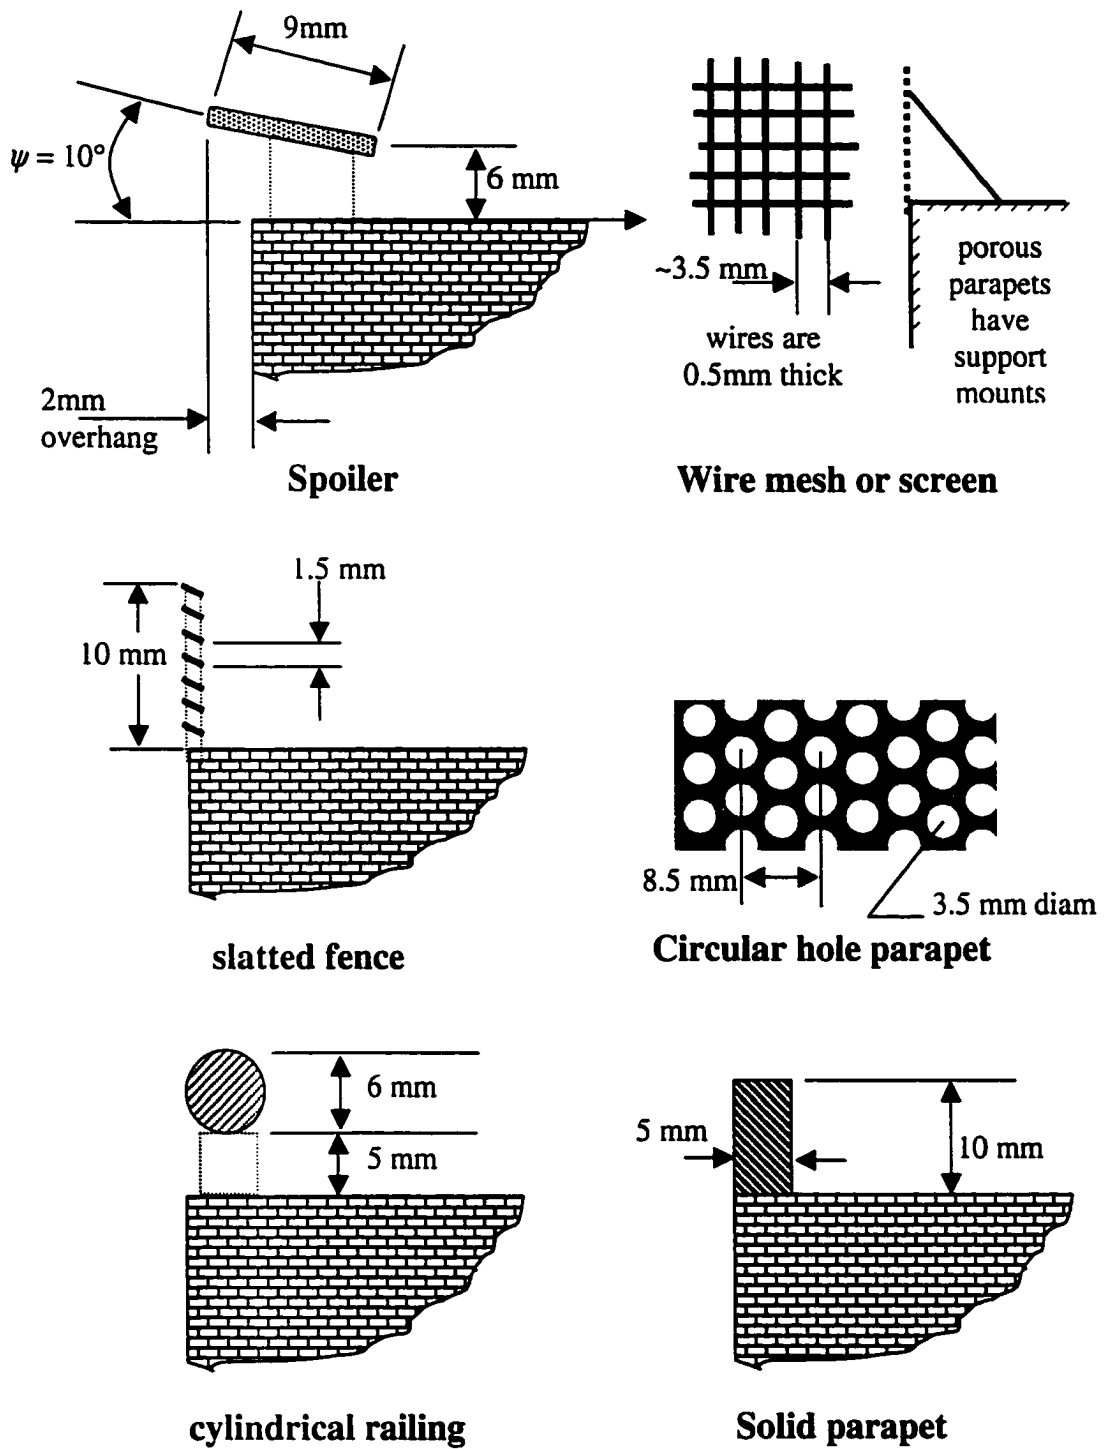 9mm
ψ = 10°
6 mm
2mm
overhang
Spoiler
~3.5 mm
wires are
0.5mm thick
porous
parapets
have
support
mounts
Wire mesh or screen
1.5 mm
10 mm
slatted fence
8.5 mm
3.5 mm diam
Circular hole parapet
6 mm
5 mm
cylindrical railing
5 mm
10 mm
Solid parapet